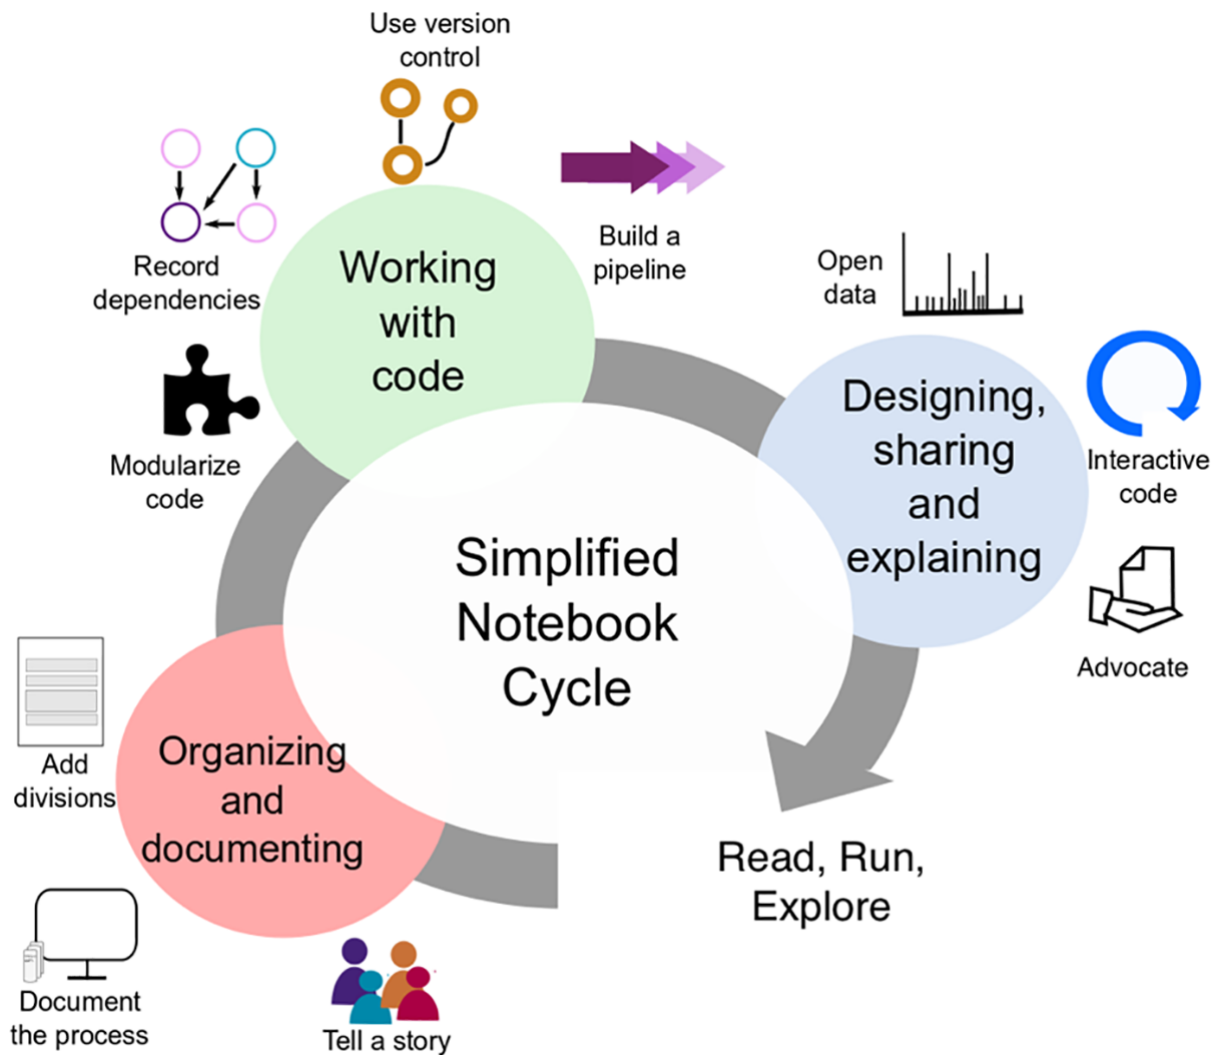 Use version
control
Record
dependencies
Build a
pipeline
Working
with
code
Modularize
code
Open
data
Designing,
sharing
and
explaining
Interactive
code
Advocate
Simplified
Notebook
Cycle
Add
divisions
Organizing
and
documenting
Document
the process
Tell a story
Read, Run,
Explore